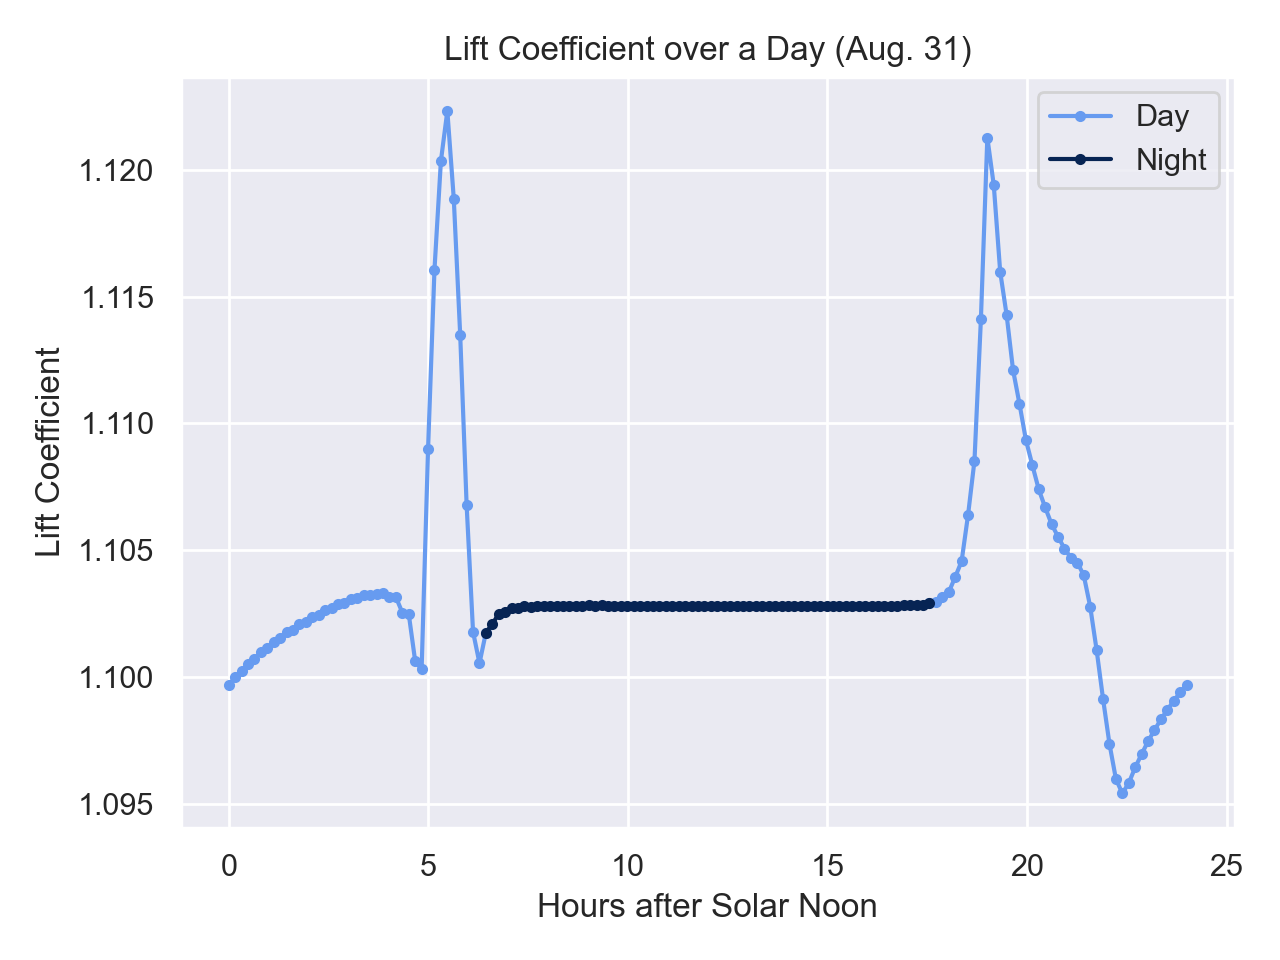 Lift Coefficient over a Day (Aug. 31)
Day
Night
1.120
1.115
1.110
1.105
1.100
1.095
Lift Coefficient
0 5 10 15 20 25
Hours after Solar Noon